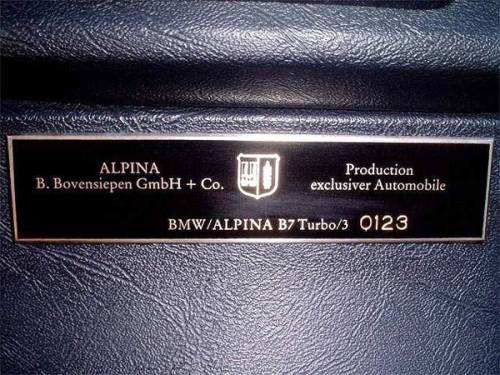 ALPINA
B. Bovensiepen GmbH + Co.
Production
exclusiver Automobile
BMW/ALPINA B7 Turbo/3 0123